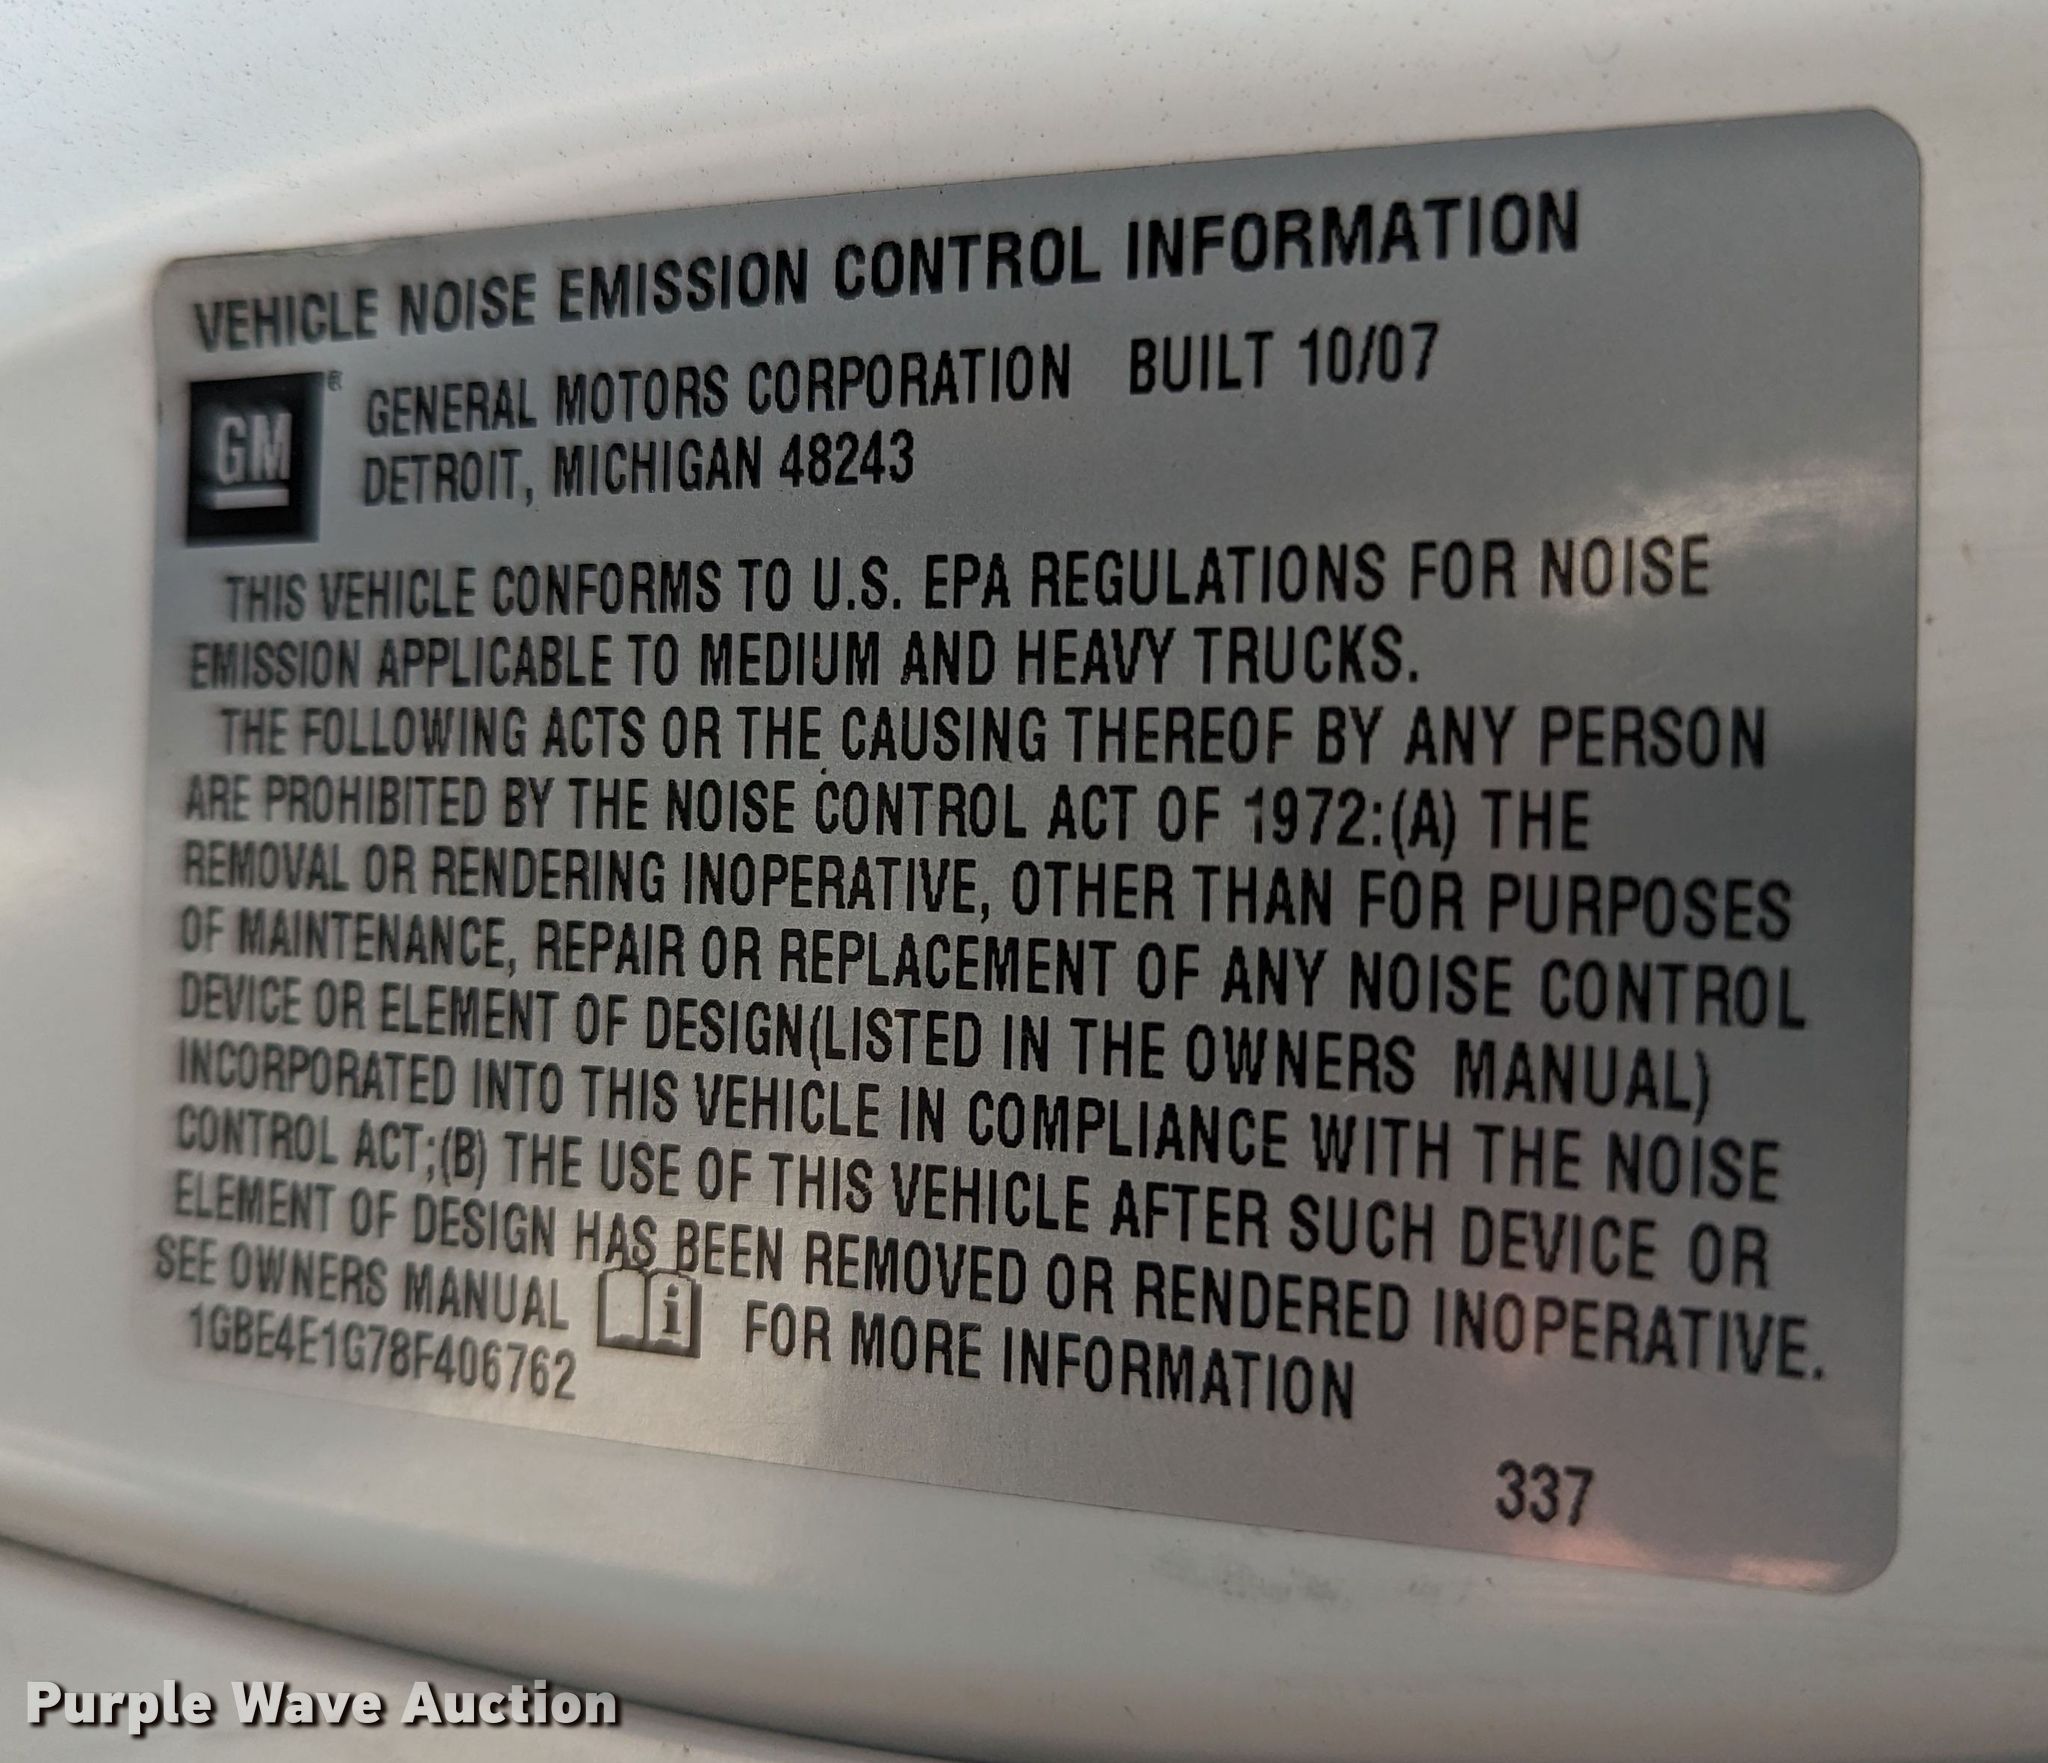 VEHICLE NOISE EMISSION CONTROL INFORMATION
GM ® GENERAL MOTORS CORPORATION BUILT 10/07
DETROIT, MICHIGAN 48243
THIS VEHICLE CONFORMS TO U.S. EPA REGULATIONS FOR NOISE
EMISSION APPLICABLE TO MEDIUM AND HEAVY TRUCKS.
THE FOLLOWING ACTS OR THE CAUSING THEREOF BY ANY PERSON
ARE PROHIBITED BY THE NOISE CONTROL ACT OF 1972:(A) THE
REMOVAL OR RENDERING INOPERATIVE, OTHER THAN FOR PURPOSES
OF MAINTENANCE, REPAIR OR REPLACEMENT OF ANY NOISE CONTROL
DEVICE OR ELEMENT OF DESIGN(LISTED IN THE OWNERS MANUAL)
INCORPORATED INTO THIS VEHICLE IN COMPLIANCE WITH THE NOISE
CONTROL ACT;(B) THE USE OF THIS VEHICLE AFTER SUCH DEVICE OR
ELEMENT OF DESIGN HAS BEEN REMOVED OR RENDERED INOPERATIVE.
SEE OWNERS MANUAL i FOR MORE INFORMATION
1GBE4E1G78F406762
337
Purple Wave Auction